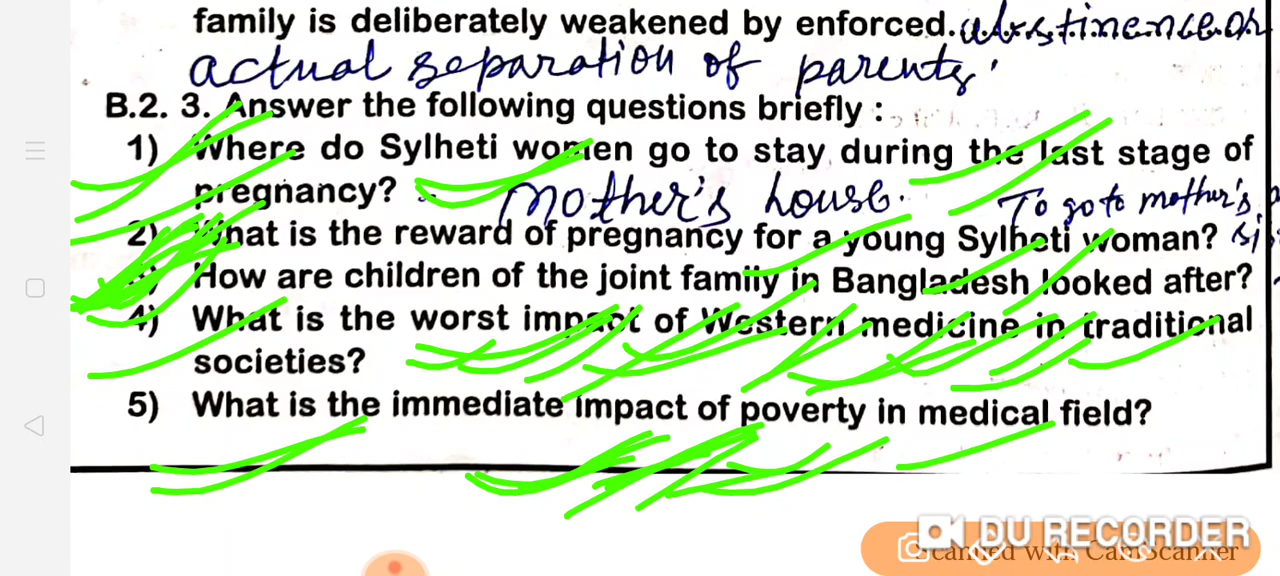 family is deliberately weakened by enforced.abstinence or
actual separation of parents.
B.2. 3. Answer the following questions briefly :
1) Where do Sylheti women go to stay during the last stage of
pregnancy? mother's house. To go to mother's
2) What is the reward of pregnancy for a young Sylheti woman?
How are children of the joint family in Bangladesh looked after?
4) What is the worst impact of Western medicine in traditional
societies?
5) What is the immediate impact of poverty in medical field?
DU RECORDER
Scanned with CamScanner